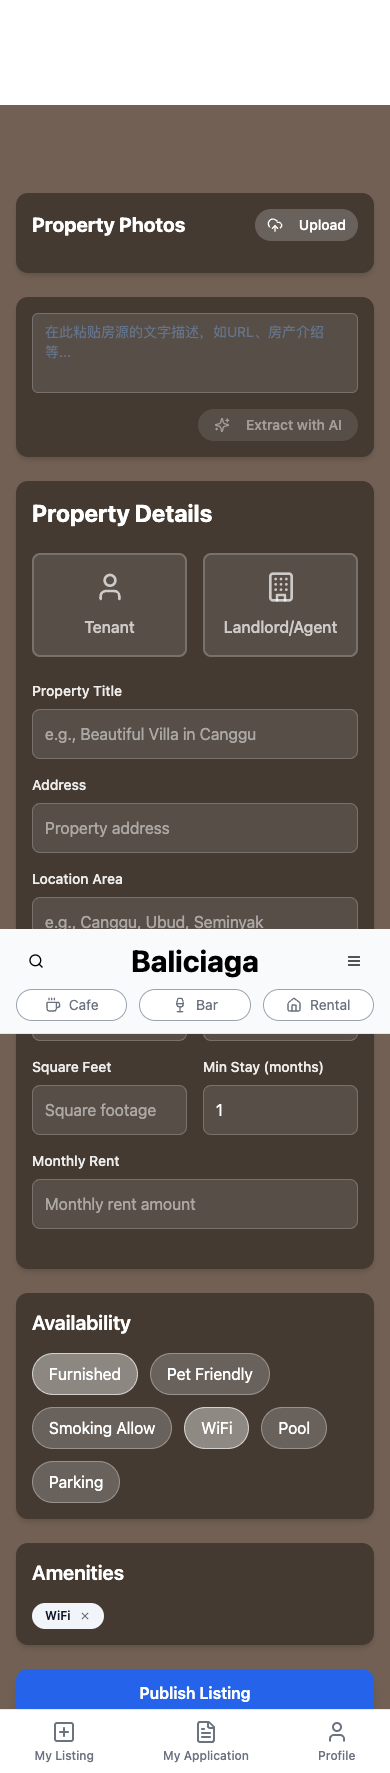 Property Photos
Upload
在此粘贴房源的文字描述，如URL、房产介绍
等...
Extract with AI
Property Details
Tenant
Landlord/Agent
Property Title
e.g., Beautiful Villa in Canggu
Address
Property address
Location Area
e.g., Canggu, Ubud, Seminyak
Baliciaga
Cafe
Bar
Rental
Square Feet
Min Stay (months)
Square footage
1
Monthly Rent
Monthly rent amount
Availability
Furnished
Pet Friendly
Smoking Allow
WiFi
Pool
Parking
Amenities
WiFi ×
Publish Listing
My Listing
My Application
Profile